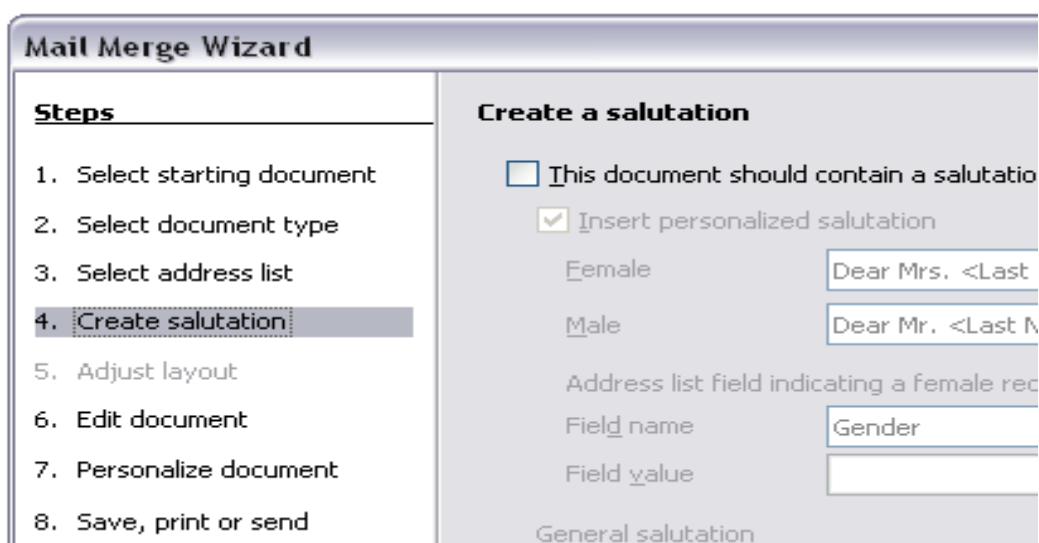 Mail Merge Wizard
Steps
1. Select starting document
2. Select document type
3. Select address list
4. Create salutation
5. Adjust layout
6. Edit document
7. Personalize document
8. Save, print or send
Create a salutation
This document should contain a salutatio
Insert personalized salutation
Female Dear Mrs. <Last
Male Dear Mr. <Last N
Address list field indicating a female rec
Field name Gender
Field value
General salutation